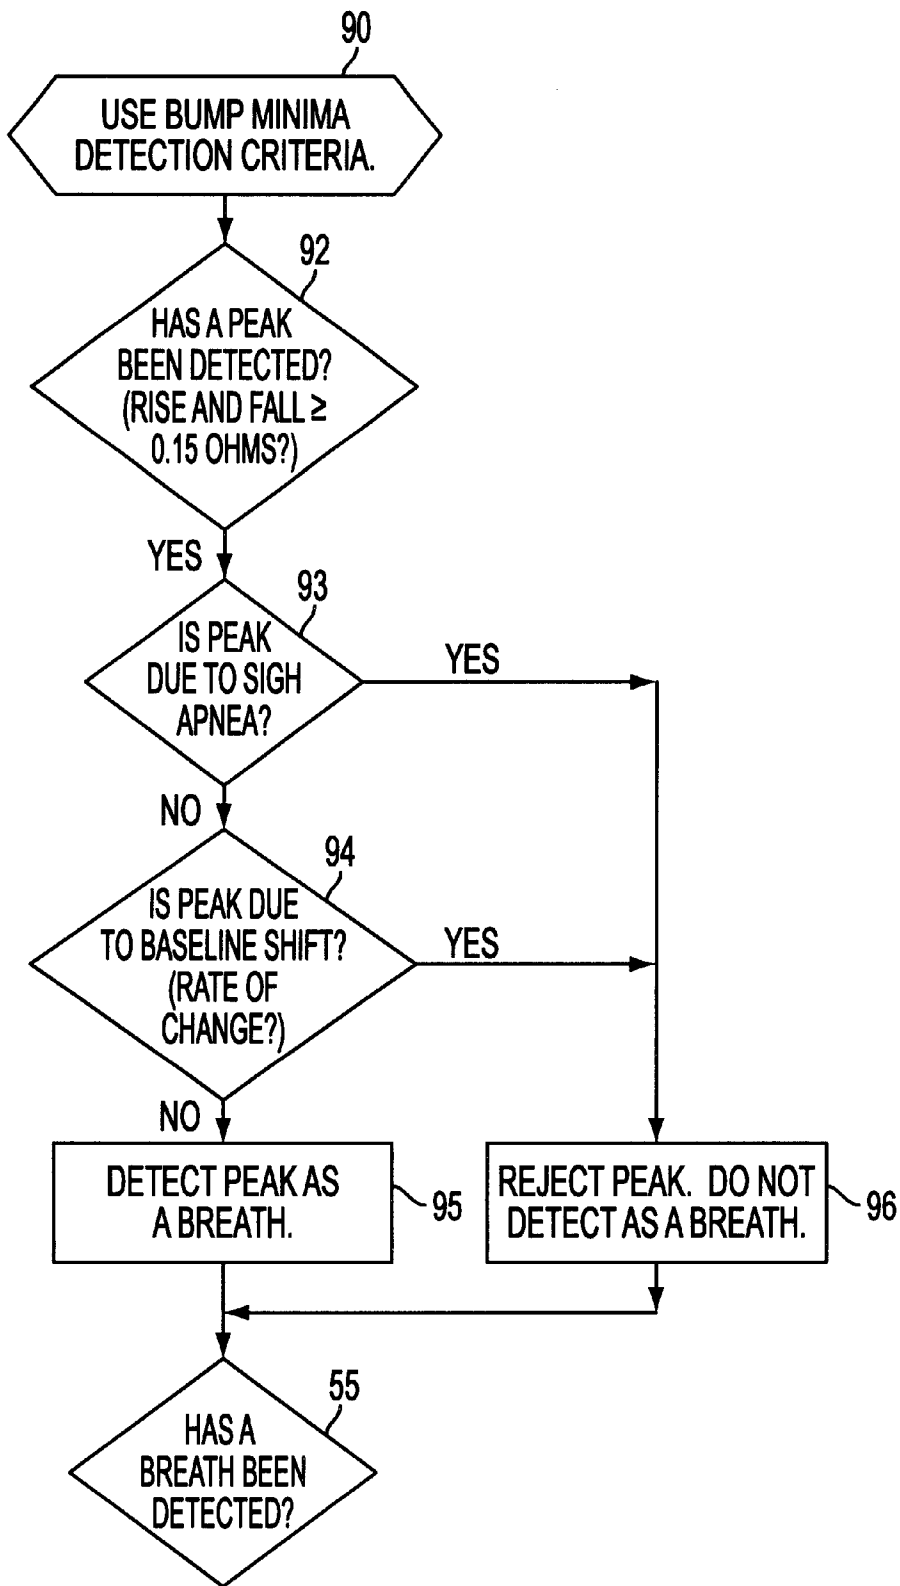 90
USE BUMP MINIMA
DETECTION CRITERIA.
92
HAS A PEAK
BEEN DETECTED?
(RISE AND FALL ≥
0.15 OHMS?)
YES
93
IS PEAK
DUE TO SIGH
APNEA?
YES
NO
94
IS PEAK DUE
TO BASELINE SHIFT?
(RATE OF
CHANGE?)
YES
NO
DETECT PEAK AS
A BREATH.
95
REJECT PEAK. DO NOT
DETECT AS A BREATH.
96
55
HAS A
BREATH BEEN
DETECTED?